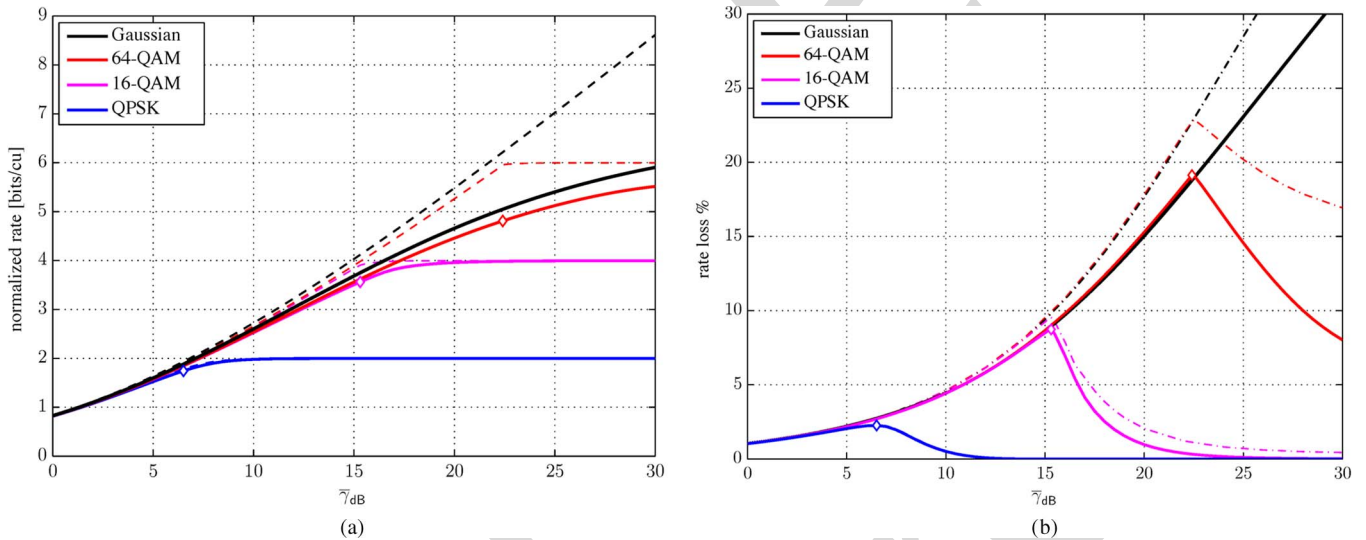 9
8
7
6
5
4
3
2
1
0
normalized rate [bits/cu]
Gaussian
64-QAM
16-QAM
QPSK
0 5 10 15 20 25 30
γ̅dB
(a)
30
25
20
15
10
5
0
rate loss %
Gaussian
64-QAM
16-QAM
QPSK
0 5 10 15 20 25 30
γ̅dB
(b)